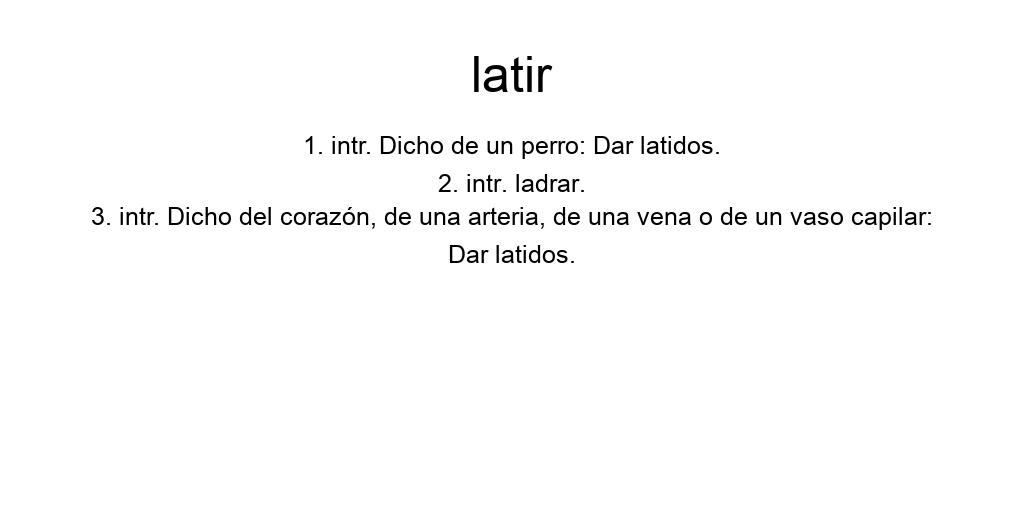 latir
1. intr. Dicho de un perro: Dar latidos.
2. intr. ladrar.
3. intr. Dicho del corazón, de una arteria, de una vena o de un vaso capilar:
Dar latidos.